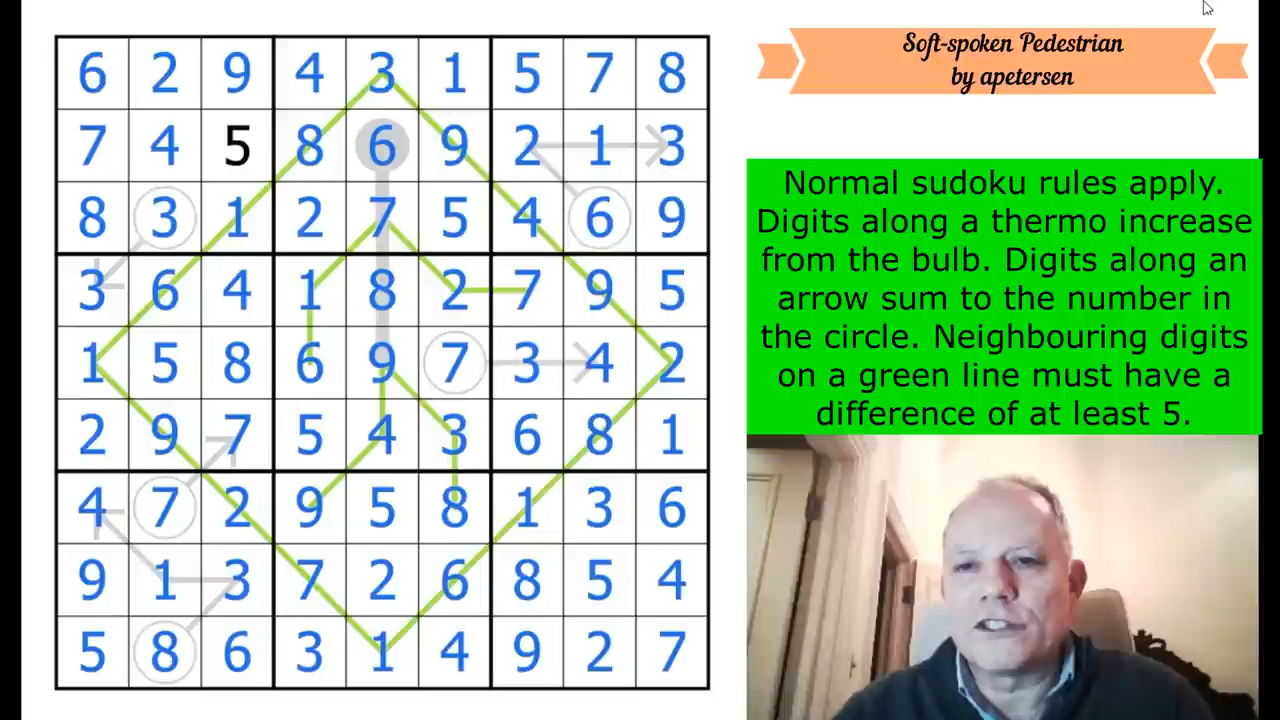 Soft-spoken Pedestrian
by apetersen
6 2 9 4 3 1 5 7 8
7 4 5 8 6 9 2 1 3
8 3 1 2 7 5 4 6 9
3 6 4 1 8 2 7 9 5
1 5 8 6 9 7 3 4 2
2 9 7 5 4 3 6 8 1
4 7 2 9 5 8 1 3 6
9 1 3 7 2 6 8 5 4
5 8 6 3 1 4 9 2 7
Normal sudoku rules apply.
Digits along a thermo increase
from the bulb. Digits along an
arrow sum to the number in
the circle. Neighbouring digits
on a green line must have a
difference of at least 5.